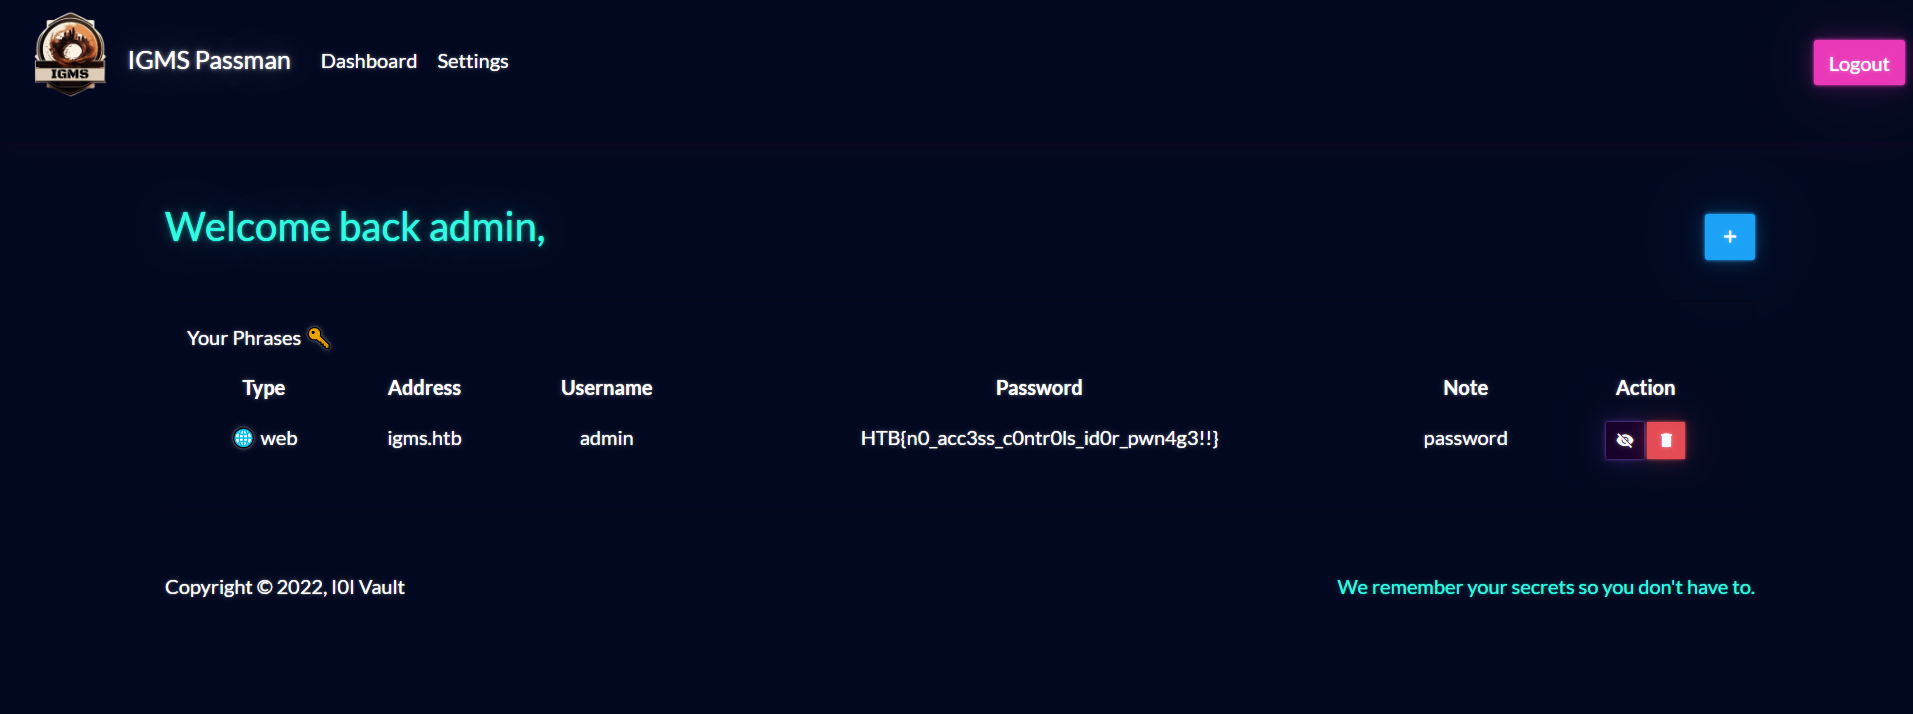 IGMS
IGMS Passman Dashboard Settings Logout
Welcome back admin,
+
Your Phrases
Type Address Username Password Note Action
web igms.htb admin HTB{n0_acc3ss_c0ntr0ls_id0r_pwn4g3!!} password
Copyright © 2022, I0I Vault We remember your secrets so you don't have to.